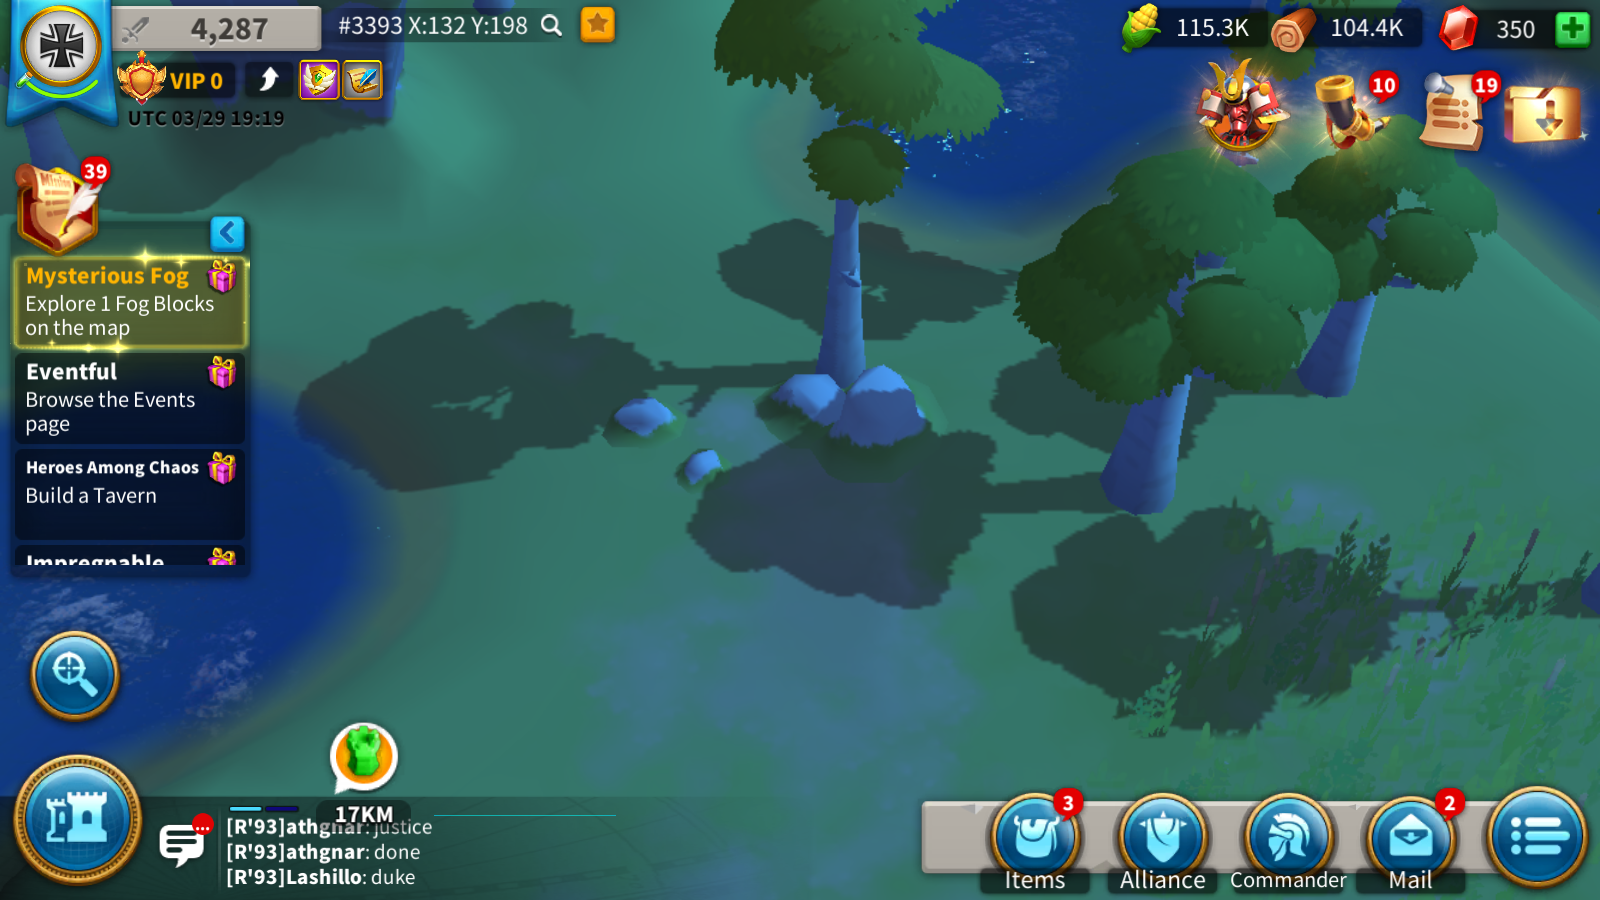 4,287
#3393 X:132 Y:198
115.3K
104.4K
350
VIP 0
10
19
UTC 03/29 19:19
39
Mission
Mysterious Fog
Explore 1 Fog Blocks
on the map
Eventful
Browse the Events
page
Heroes Among Chaos
Build a Tavern
Impregnable
17KM
[R'93]athgnar: justice
[R'93]athgnar: done
[R'93]Lashillo: duke
3
2
Items
Alliance
Commander
Mail